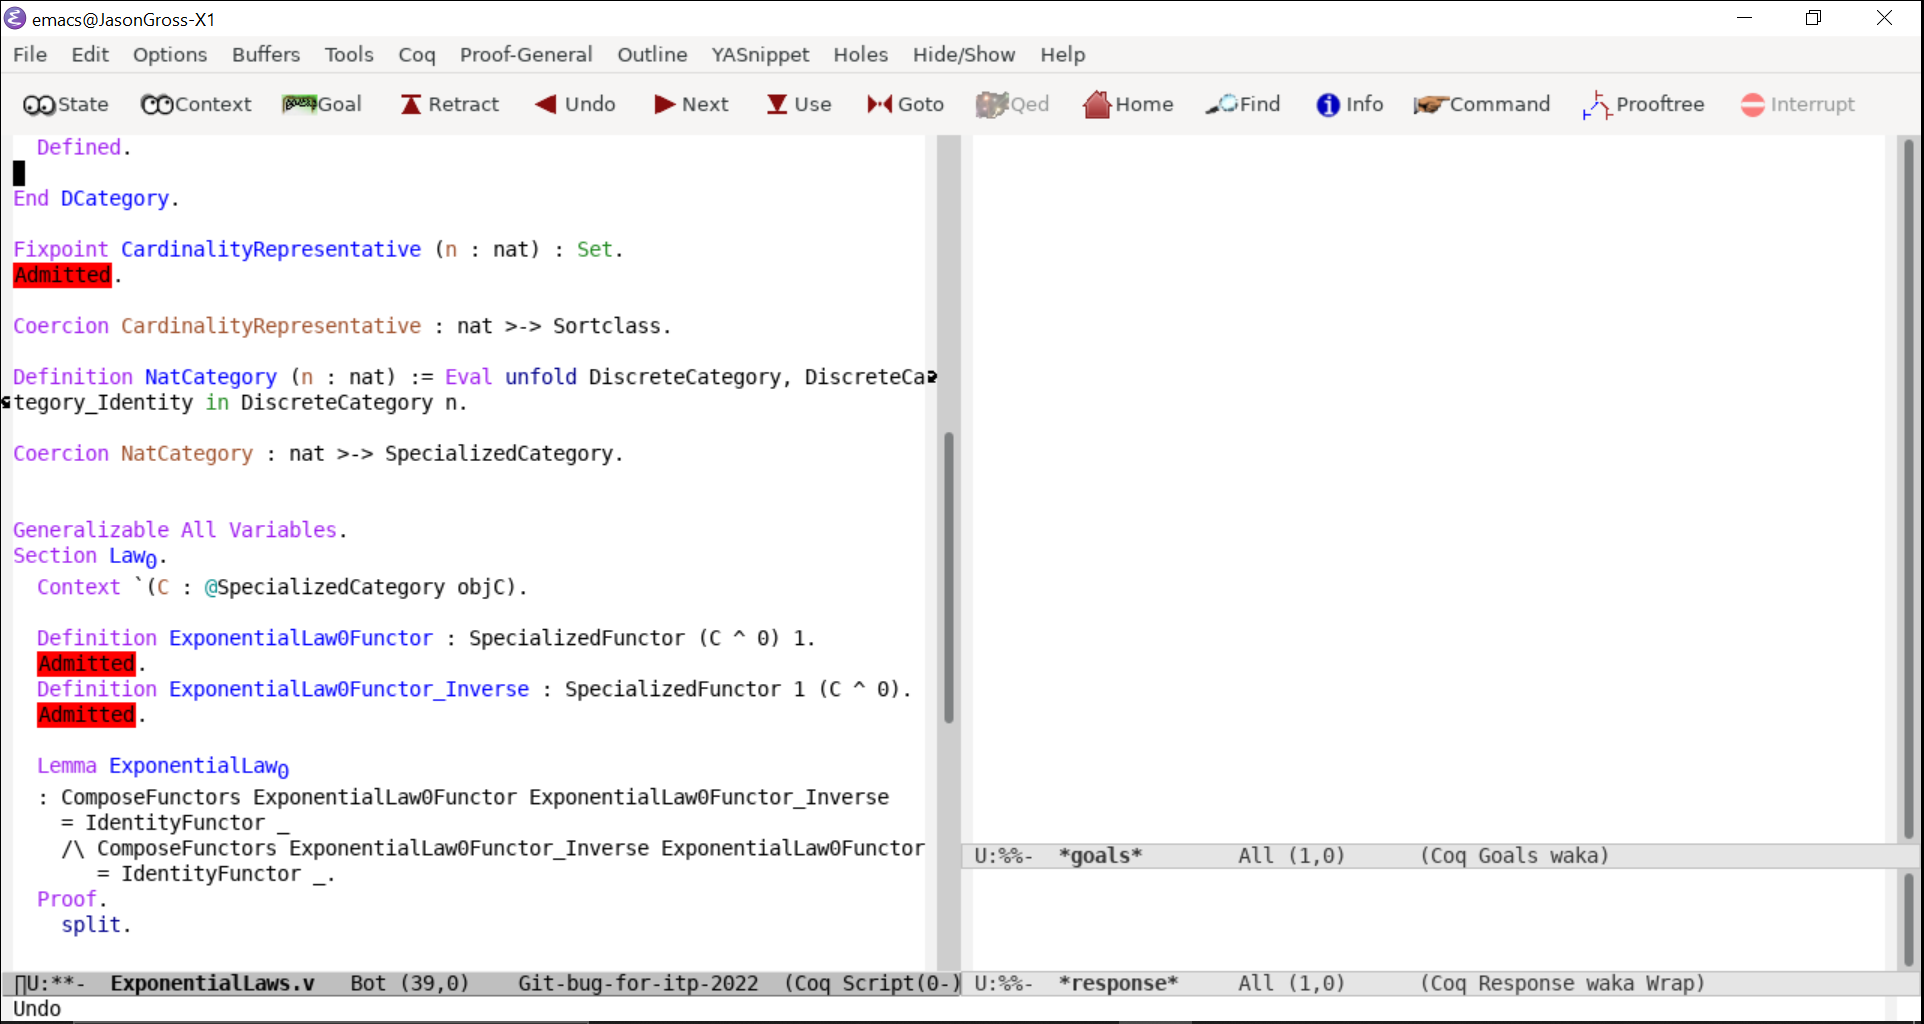 emacs@JasonGross-X1
File Edit Options Buffers Tools Coq Proof-General Outline YASnippet Holes Hide/Show Help
State Context Goal Retract Undo Next Use Goto Qed Home Find Info Command Prooftree Interrupt
Defined.
End DCategory.
Fixpoint CardinalityRepresentative (n : nat) : Set.
Admitted.
Coercion CardinalityRepresentative : nat >-> Sortclass.
Definition NatCategory (n : nat) := Eval unfold DiscreteCategory, DiscreteCa
tegory_Identity in DiscreteCategory n.
Coercion NatCategory : nat >-> SpecializedCategory.
Generalizable All Variables.
Section Law₀.
Context `(C : @SpecializedCategory objC).
Definition ExponentialLaw0Functor : SpecializedFunctor (C ^ 0) 1.
Admitted.
Definition ExponentialLaw0Functor_Inverse : SpecializedFunctor 1 (C ^ 0).
Admitted.
Lemma ExponentialLaw₀
: ComposeFunctors ExponentialLaw0Functor ExponentialLaw0Functor_Inverse
= IdentityFunctor _
/\ ComposeFunctors ExponentialLaw0Functor_Inverse ExponentialLaw0Functor
= IdentityFunctor _.
Proof.
split.
U:**- ExponentialLaws.v Bot (39,0) Git-bug-for-itp-2022 (Coq Script(0-)
Undo
U:%%- *goals* All (1,0) (Coq Goals waka)
U:%%- *response* All (1,0) (Coq Response waka Wrap)